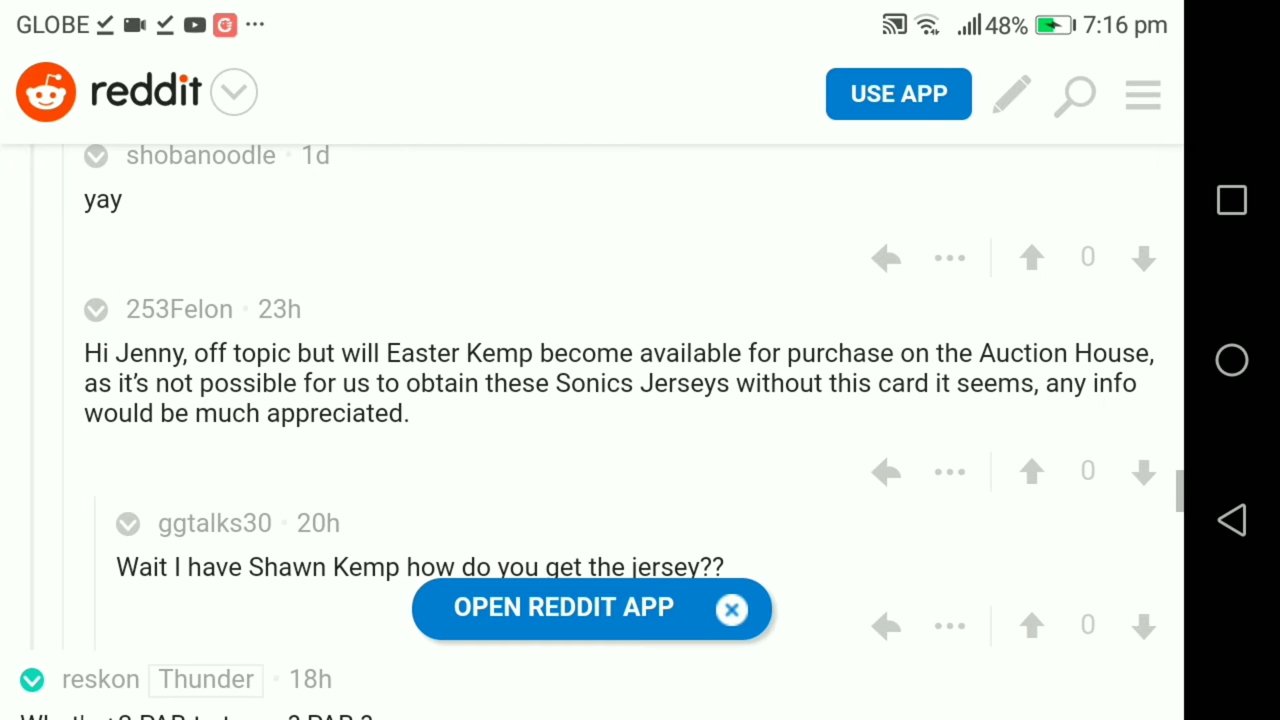 GLOBE 48% 7:16 pm
reddit USE APP
shobanoodle · 1d
yay
0
253Felon · 23h
Hi Jenny, off topic but will Easter Kemp become available for purchase on the Auction House,
as it's not possible for us to obtain these Sonics Jerseys without this card it seems, any info
would be much appreciated.
0
ggtalks30 · 20h
Wait I have Shawn Kemp how do you get the jersey??
OPEN REDDIT APP
0
reskon Thunder · 18h